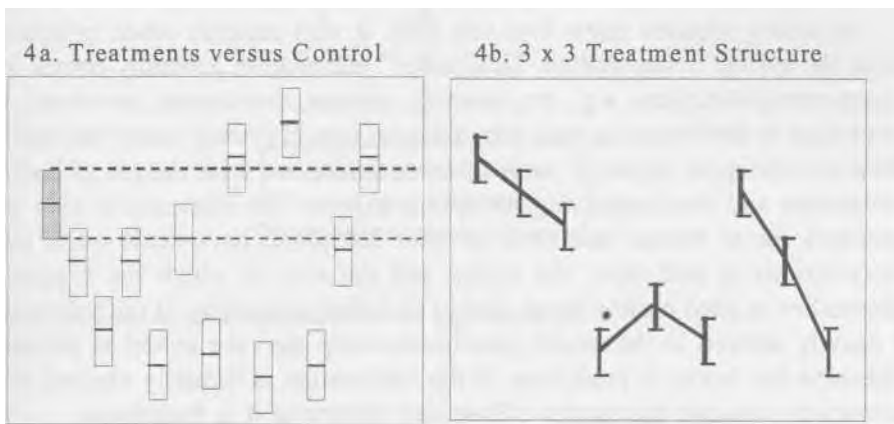 4a. Treatments versus Control
4b. 3 x 3 Treatment Structure